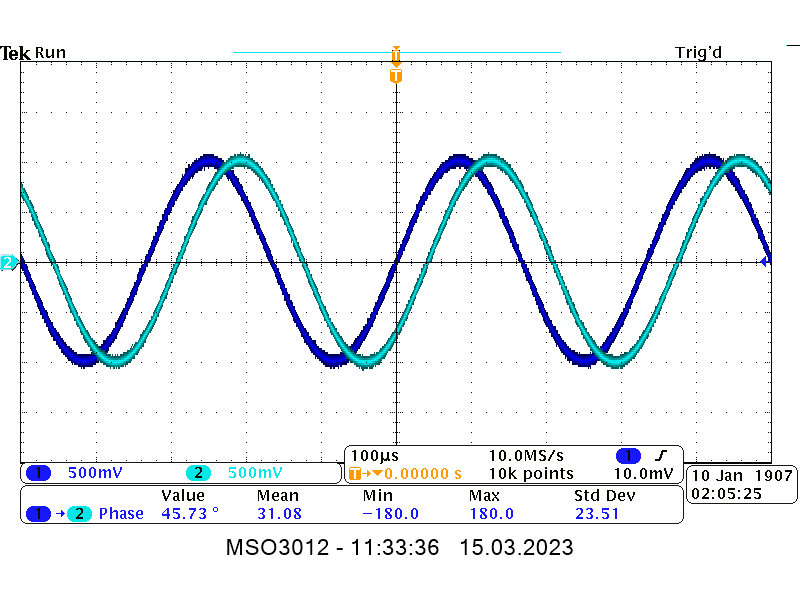 Tek Run Trig'd
T
T
2
100µs 10.0MS/s 1
1 500mV 2 500mV T→▼0.00000 s 10k points 10.0mV
10 Jan 1907
02:05:25
Value Mean Min Max Std Dev
1 → 2 Phase 45.73 ° 31.08 −180.0 180.0 23.51
MSO3012 - 11:33:36 15.03.2023